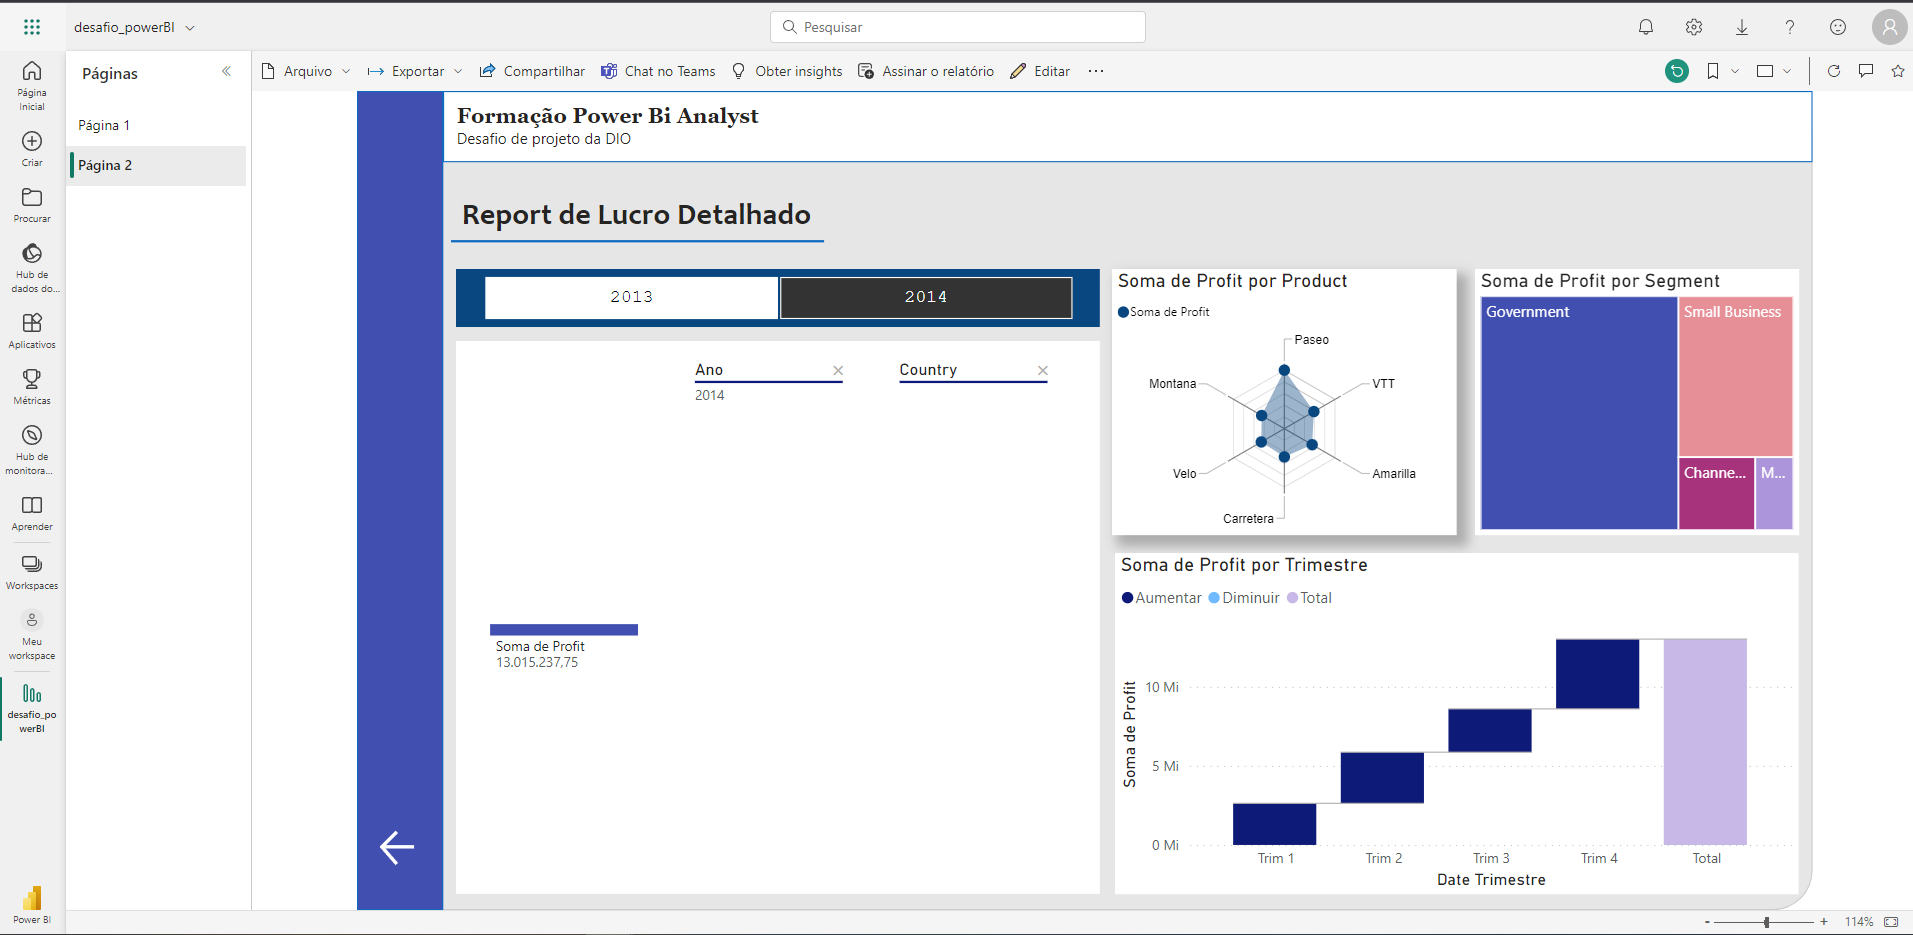 desafio_powerBI
Pesquisar
Página
Inicial
Criar
Procurar
Hub de
dados do...
Aplicativos
Métricas
Hub de
monitora...
Aprender
Workspaces
Meu
workspace
desafio_po
werBI
Power BI
Páginas
Página 1
Página 2
Arquivo
Exportar
Compartilhar
Chat no Teams
Obter insights
Assinar o relatório
Editar
Formação Power Bi Analyst
Desafio de projeto da DIO
Report de Lucro Detalhado
2013
2014
Ano
2014
Country
Soma de Profit
13.015.237,75
Soma de Profit por Product
Soma de Profit
Paseo
Montana
VTT
Velo
Amarilla
Carretera
Soma de Profit por Segment
Government
Small Business
Channe...
M...
Soma de Profit por Trimestre
Aumentar
Diminuir
Total
Soma de Profit
10 Mi
5 Mi
0 Mi
Trim 1
Trim 2
Trim 3
Trim 4
Total
Date Trimestre
- + 114%